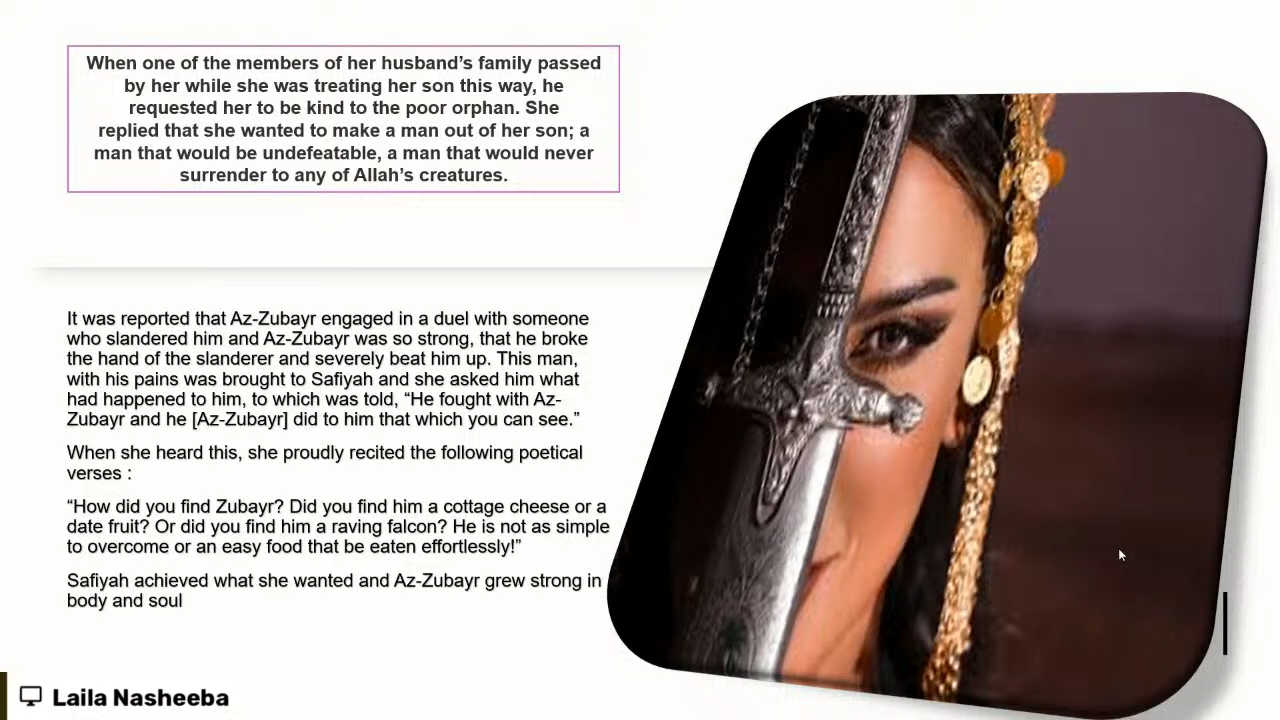 When one of the members of her husband’s family passed
by her while she was treating her son this way, he
requested her to be kind to the poor orphan. She
replied that she wanted to make a man out of her son; a
man that would be undefeatable, a man that would never
surrender to any of Allah’s creatures.
It was reported that Az-Zubayr engaged in a duel with someone
who slandered him and Az-Zubayr was so strong, that he broke
the hand of the slanderer and severely beat him up. This man,
with his pains was brought to Safiyah and she asked him what
had happened to him, to which was told, “He fought with Az-
Zubayr and he [Az-Zubayr] did to him that which you can see.”
When she heard this, she proudly recited the following poetical
verses :
“How did you find Zubayr? Did you find him a cottage cheese or a
date fruit? Or did you find him a raving falcon? He is not as simple
to overcome or an easy food that be eaten effortlessly!”
Safiyah achieved what she wanted and Az-Zubayr grew strong in
body and soul
Laila Nasheeba